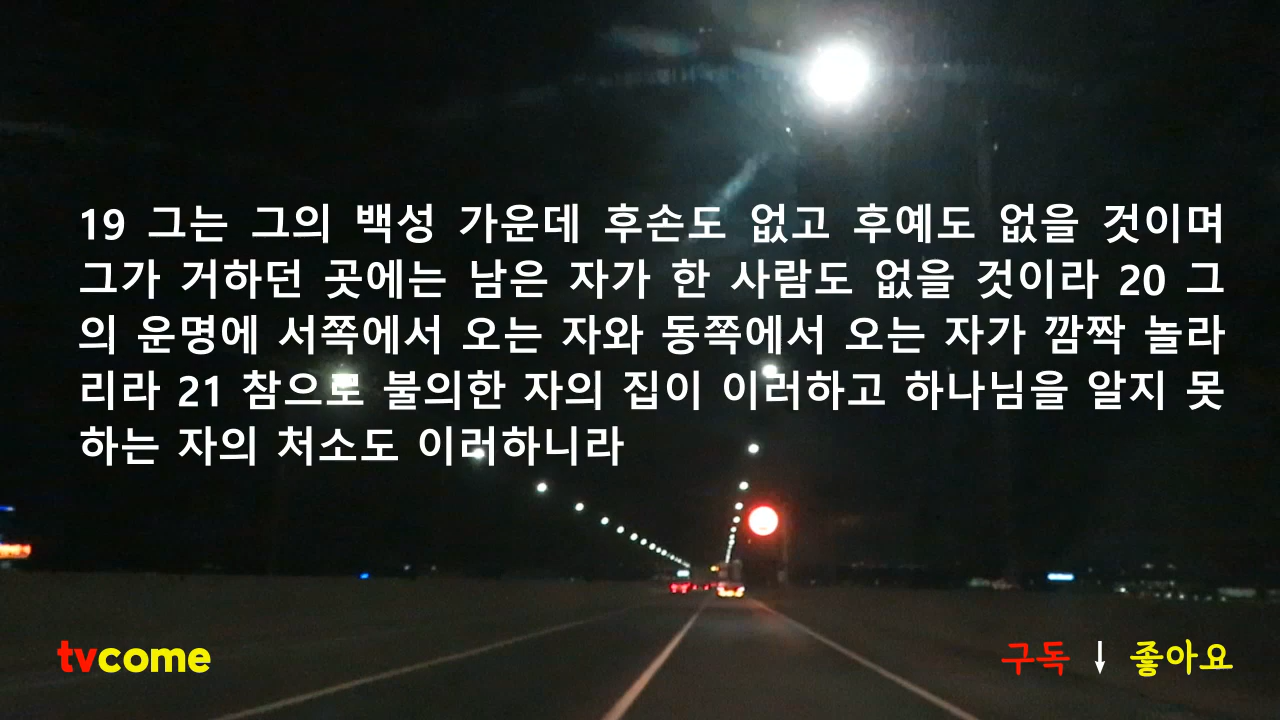 19 그는 그의 백성 가운데 후손도 없고 후예도 없을 것이며
그가 거하던 곳에는 남은 자가 한 사람도 없을 것이라 20 그
의 운명에 서쪽에서 오는 자와 동쪽에서 오는 자가 깜짝 놀라
리라 21 참으로 불의한 자의 집이 이러하고 하나님을 알지 못
하는 자의 처소도 이러하니라
tvcome
구독 ↓ 좋아요